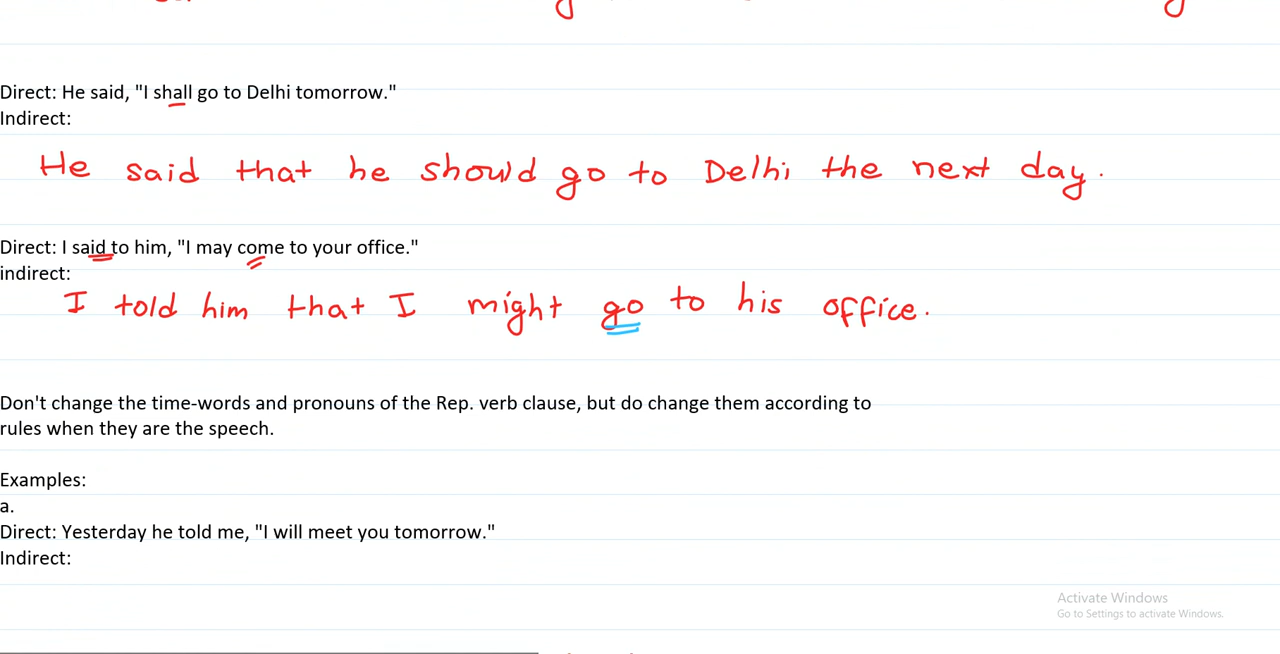 Direct: He said, "I shall go to Delhi tomorrow."
Indirect:
He said that he should go to Delhi the next day.
Direct: I said to him, "I may come to your office."
indirect:
I told him that I might go to his office.
Don't change the time-words and pronouns of the Rep. verb clause, but do change them according to
rules when they are the speech.
Examples:
a.
Direct: Yesterday he told me, "I will meet you tomorrow."
Indirect:
Activate Windows
Go to Settings to activate Windows.